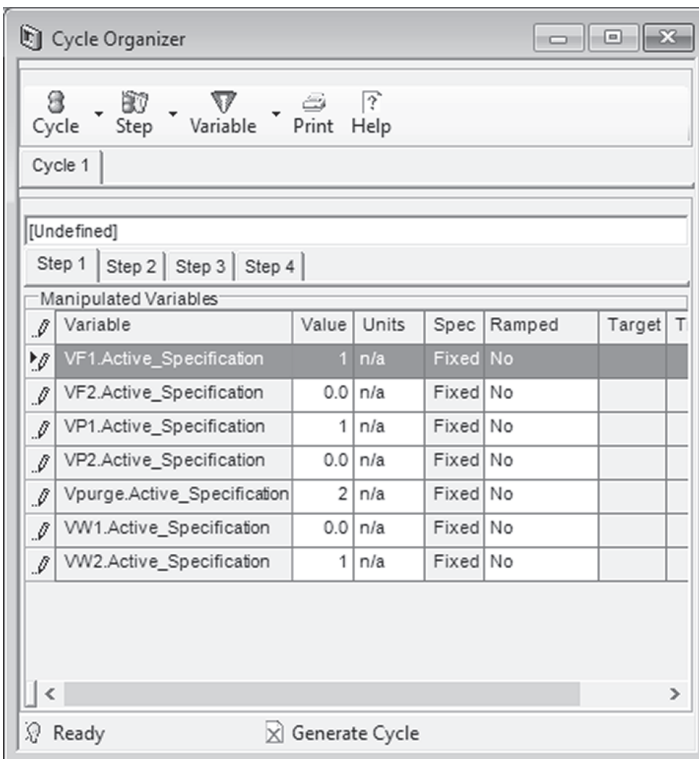 Cycle Organizer
Cycle Step Variable Print Help
Cycle 1
[Undefined]
Step 1 Step 2 Step 3 Step 4
Manipulated Variables
Variable Value Units Spec Ramped Target T
VF1.Active_Specification 1 n/a Fixed No
VF2.Active_Specification 0.0 n/a Fixed No
VP1.Active_Specification 1 n/a Fixed No
VP2.Active_Specification 0.0 n/a Fixed No
Vpurge.Active_Specification 2 n/a Fixed No
VW1.Active_Specification 0.0 n/a Fixed No
VW2.Active_Specification 1 n/a Fixed No
Ready Generate Cycle